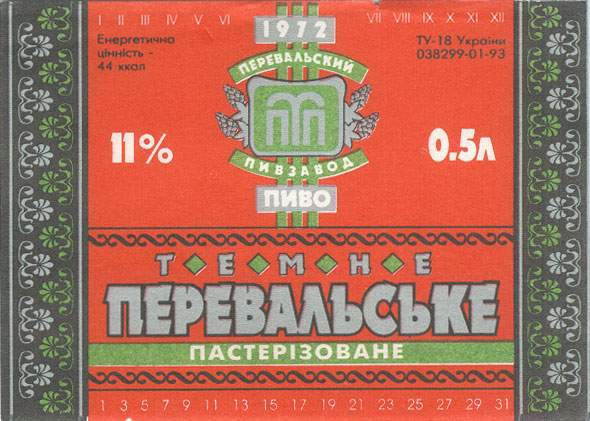 I II III IV V VI
VII VIII IX X XI XII
1972
Енергетична
цінність -
44 ккал
ТУ-18 України
038299-01-93
ПЕРЕВАЛЬСКИЙ
ПП
11%
0.5л
ПИВЗАВОД
ПИВО
Т·Е·М·Н·Е
ПЕРЕВАЛЬСЬКЕ
ПАСТЕРІЗОВАНЕ
1 3 5 7 9 11 13 15 17 19 21 23 25 27 29 31